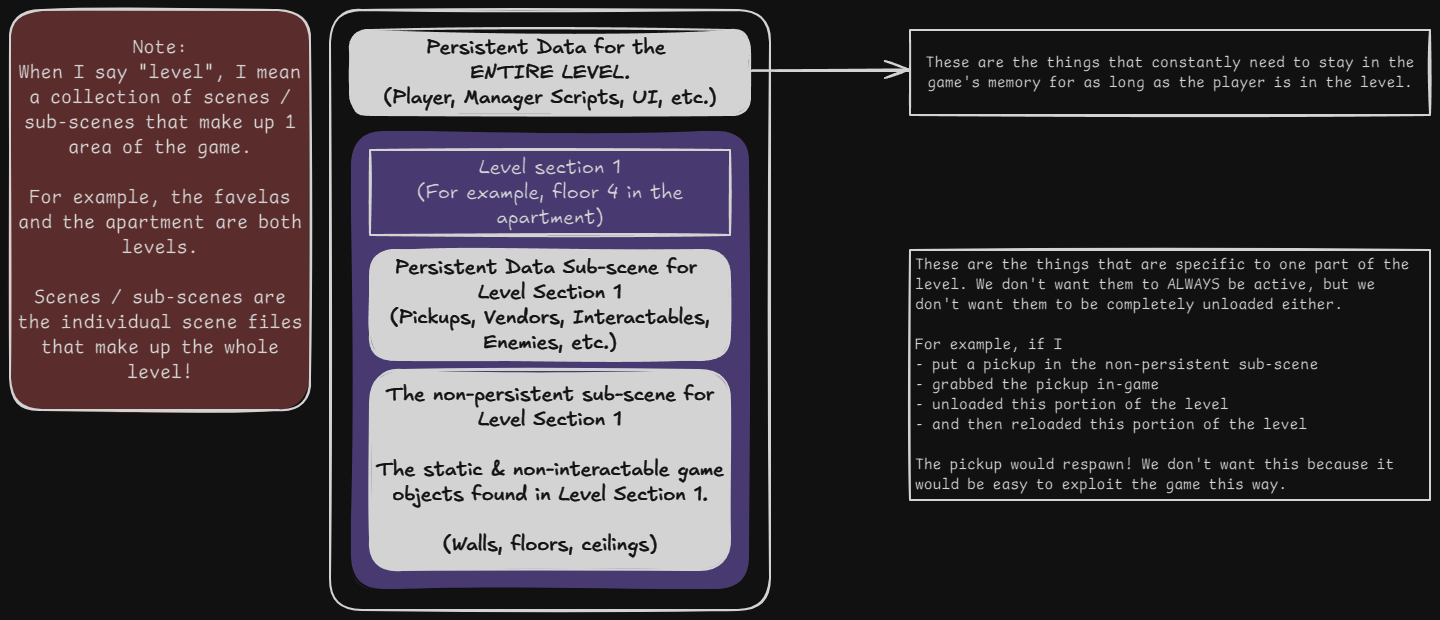 Note:
When I say "level", I mean
a collection of scenes /
sub-scenes that make up 1
area of the game.
For example, the favelas
and the apartment are both
levels.
Scenes / sub-scenes are
the individual scene files
that make up the whole
level!
Persistent Data for the
ENTIRE LEVEL.
(Player, Manager Scripts, UI, etc.)
Level section 1
(For example, floor 4 in the
apartment)
Persistent Data Sub-scene for
Level Section 1
(Pickups, Vendors, Interactables,
Enemies, etc.)
The non-persistent sub-scene for
Level Section 1
The static & non-interactable game
objects found in Level Section 1.
(Walls, floors, ceilings)
These are the things that constantly need to stay in the
game's memory for as long as the player is in the level.
These are the things that are specific to one part of the
level. We don't want them to ALWAYS be active, but we
don't want them to be completely unloaded either.
For example, if I
- put a pickup in the non-persistent sub-scene
- grabbed the pickup in-game
- unloaded this portion of the level
- and then reloaded this portion of the level
The pickup would respawn! We don't want this because it
would be easy to exploit the game this way.